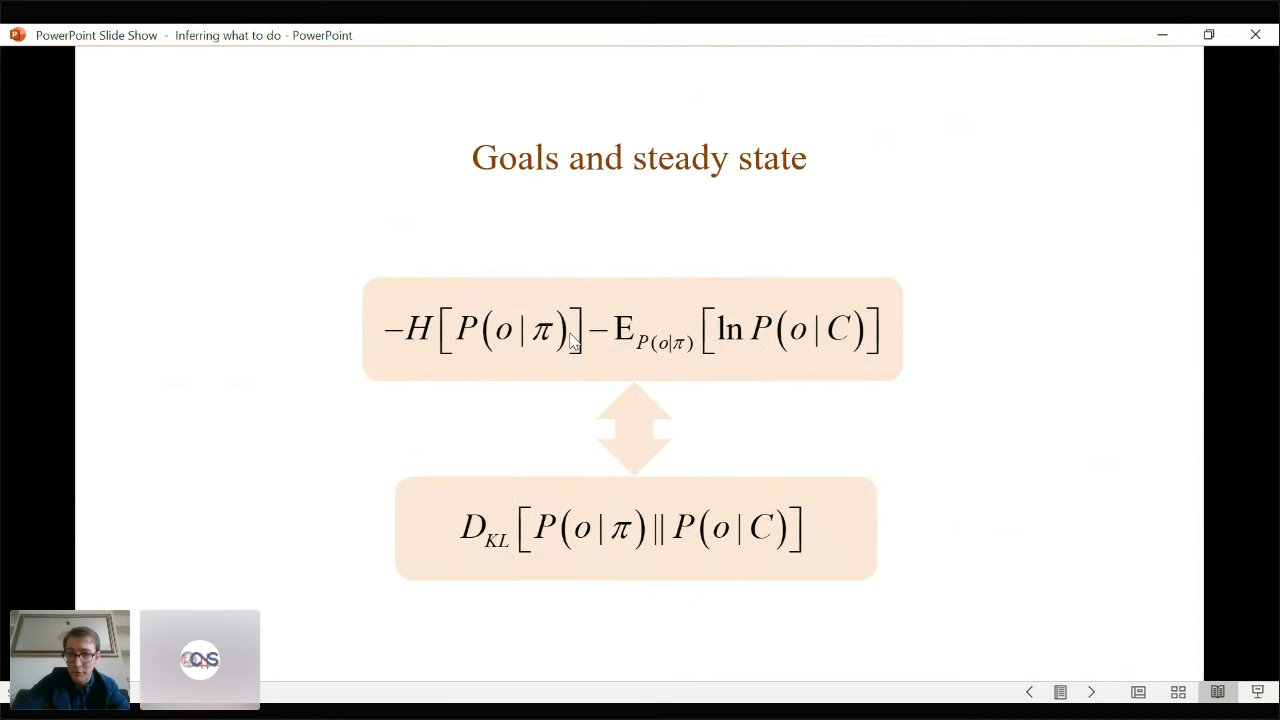 PowerPoint Slide Show - Inferring what to do - PowerPoint
Goals and steady state
−H[P(o|π)]−E_{P(o|π)}[ln P(o|C)]
D_{KL}[P(o|π)||P(o|C)]